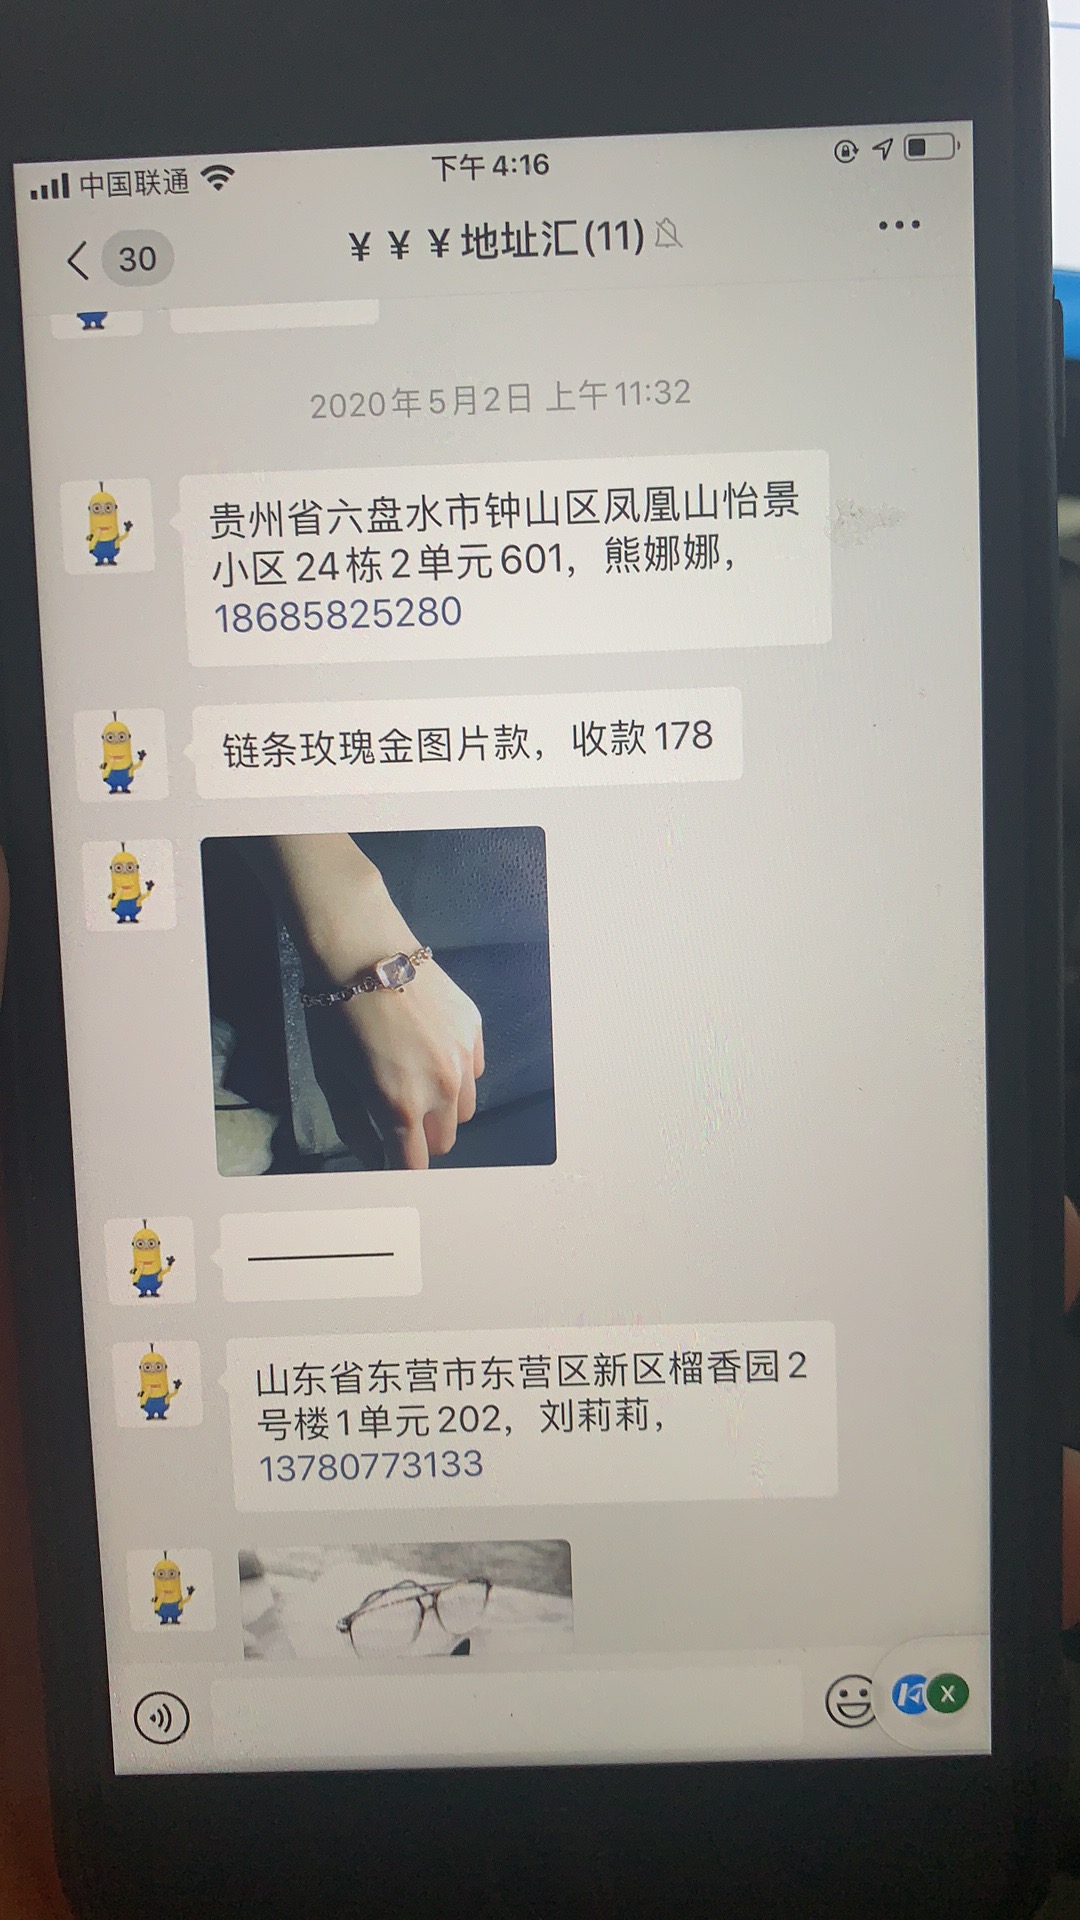 中国联通
下午4:16
30
￥￥￥地址汇(11)
2020年5月2日 上午11:32
贵州省六盘水市钟山区凤凰山怡景
小区24栋2单元601，熊娜娜，
18685825280
链条玫瑰金图片款，收款178
山东省东营市东营区新区榴香园2
号楼1单元202，刘莉莉，
13780773133
X